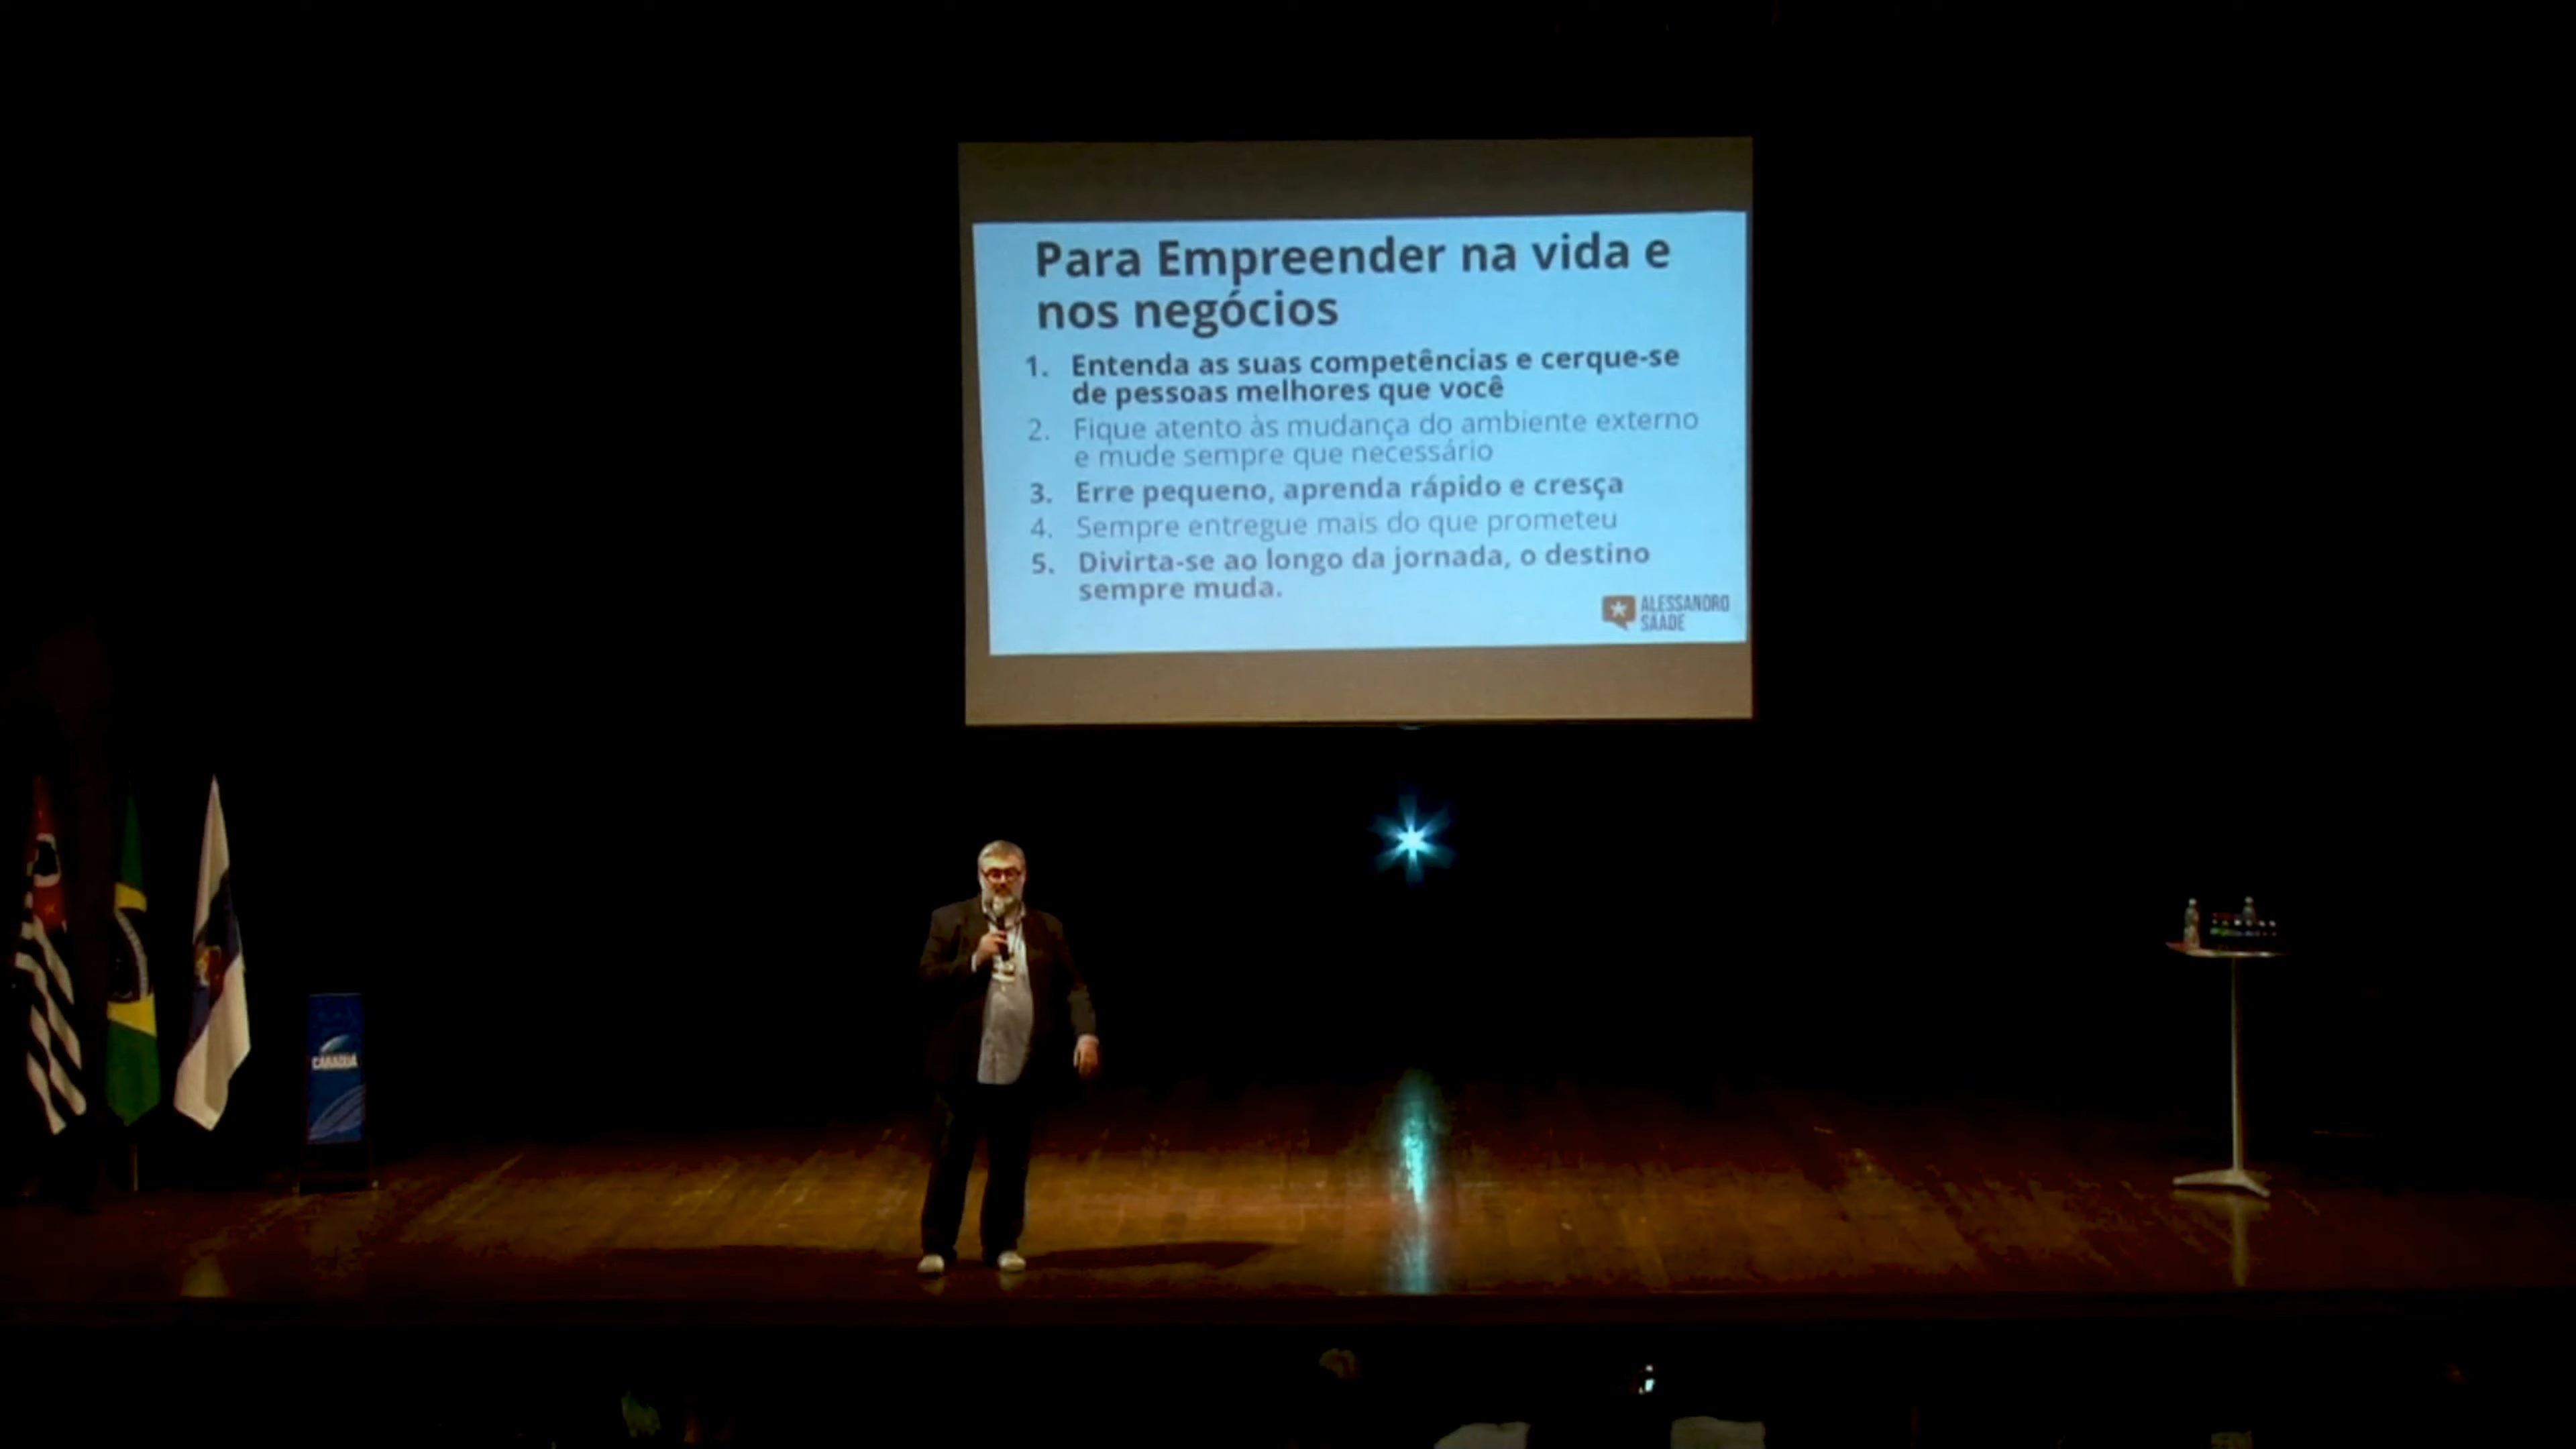 Para Empreender na vida e
nos negócios
1. Entenda as suas competências e cerque-se
de pessoas melhores que você
2. Fique atento às mudança do ambiente externo
e mude sempre que necessário
3. Erre pequeno, aprenda rápido e cresça
4. Sempre entregue mais do que prometeu
5. Divirta-se ao longo da jornada, o destino
sempre muda.
ALESSANDRO
SAADE
CARAGUÁ